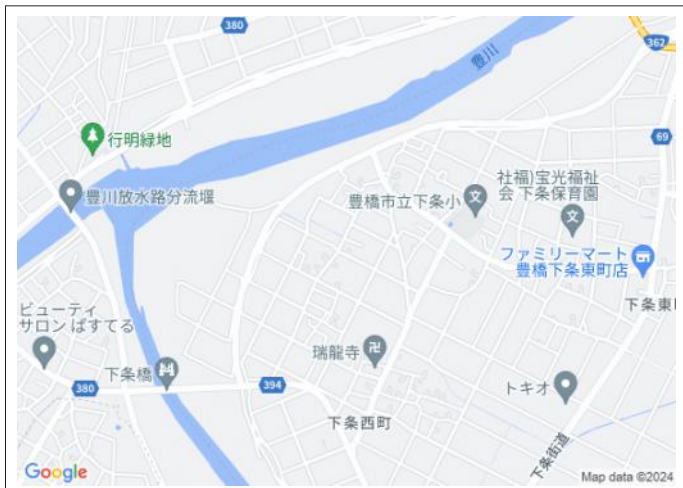 380
362
豊川
行明緑地
69
社福)宝光福祉
会 下条保育園
豊橋市立下条小
豊川放水路分流堰
ファミリーマート
豊橋下条東町店
下条東町
ビューティ
サロン ぱすてる
瑞龍寺
下条橋
380
394
トキオ
下条西町
下条街道
Google
Map data ©2024